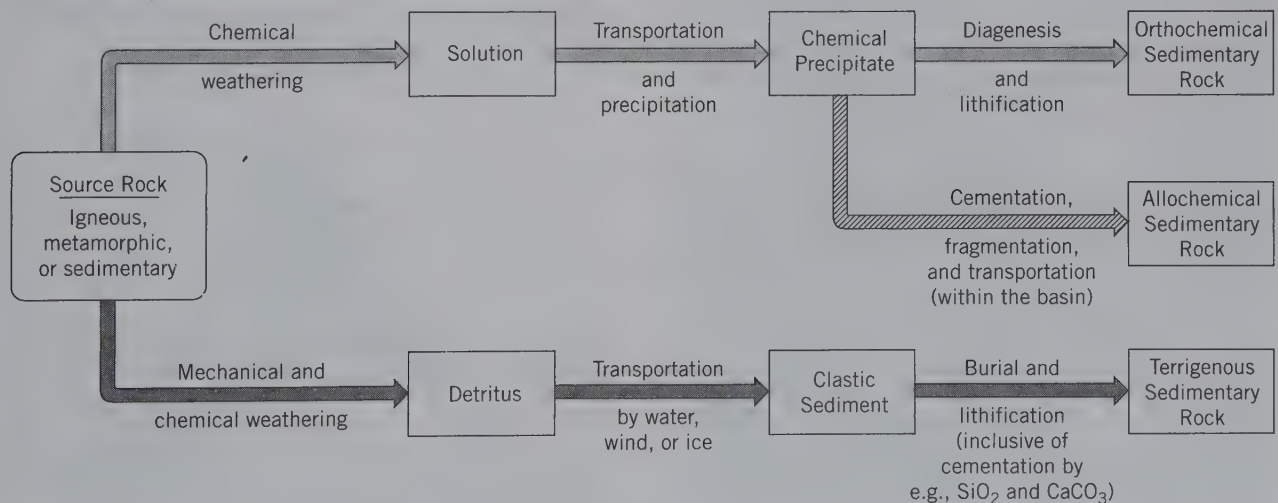 Chemical
weathering
Solution
Transportation
and
precipitation
Chemical
Precipitate
Diagenesis
and
lithification
Orthochemical
Sedimentary
Rock
Source Rock
Igneous,
metamorphic,
or sedimentary
Cementation,
fragmentation,
and transportation
(within the basin)
Allochemical
Sedimentary
Rock
Mechanical and
chemical weathering
Detritus
Transportation
by water,
wind, or ice
Clastic
Sediment
Burial and
lithification
(inclusive of
cementation by
e.g., SiO₂ and CaCO₃)
Terrigenous
Sedimentary
Rock